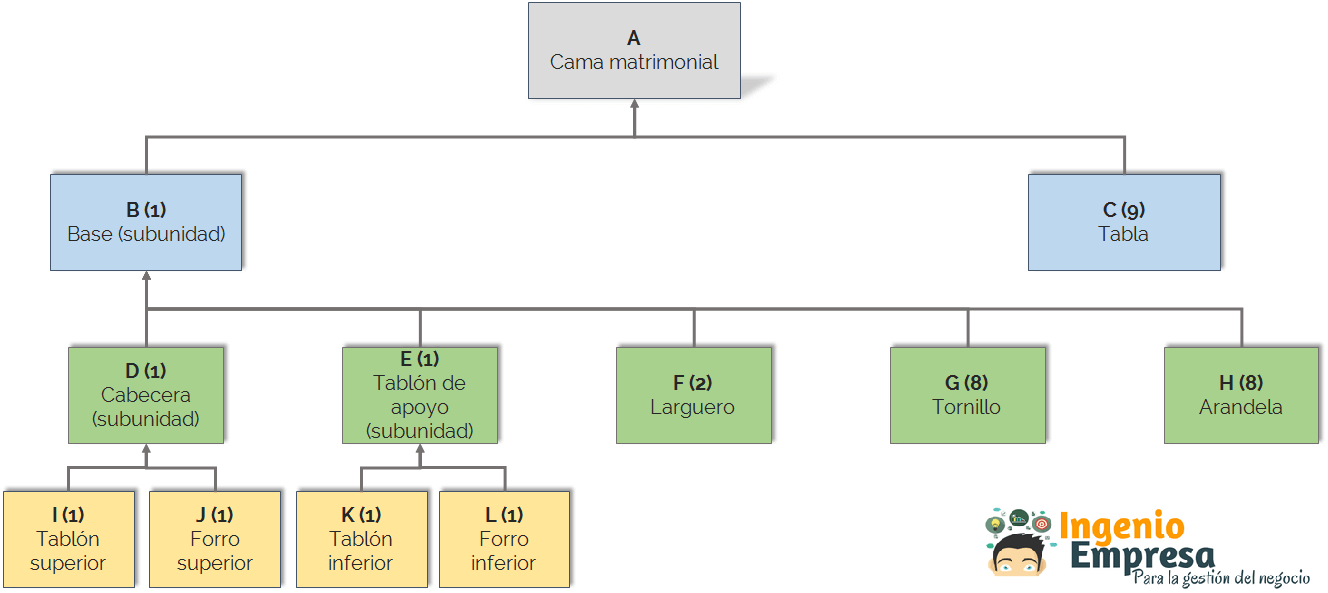 A
Cama matrimonial
B (1)
Base (subunidad)
C (9)
Tabla
D (1)
Cabecera
(subunidad)
E (1)
Tablón de
apoyo
(subunidad)
F (2)
Larguero
G (8)
Tornillo
H (8)
Arandela
I (1)
Tablón
superior
J (1)
Forro
superior
K (1)
Tablón
inferior
L (1)
Forro
inferior
Ingenio
Empresa
Para la gestión del negocio